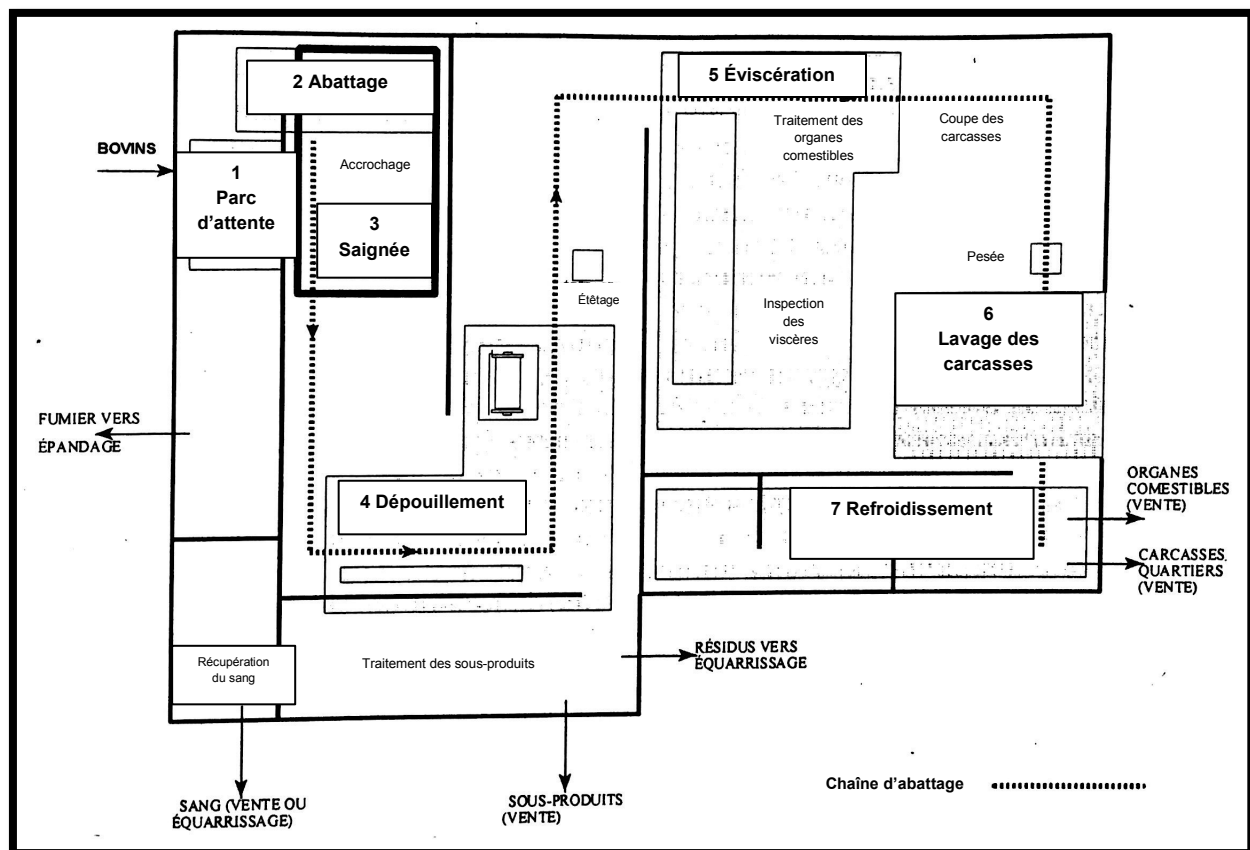 2 Abattage
BOVINS
1
Parc
d'attente
Accrochage
3
Saignée
5 Éviscération
Traitement des
organes
comestibles
Coupe des
carcasses
Pesée
Étêtage
Inspection
des
viscères
6
Lavage des
carcasses
FUMIER VERS
ÉPANDAGE
4 Dépouillement
7 Refroidissement
ORGANES
COMESTIBLES
(VENTE)
CARCASSES,
QUARTIERS
(VENTE)
Récupération
du sang
Traitement des sous-produits
RÉSIDUS VERS
ÉQUARRISSAGE
SANG (VENTE OU
ÉQUARRISSAGE)
SOUS-PRODUITS
(VENTE)
Chaîne d'abattage